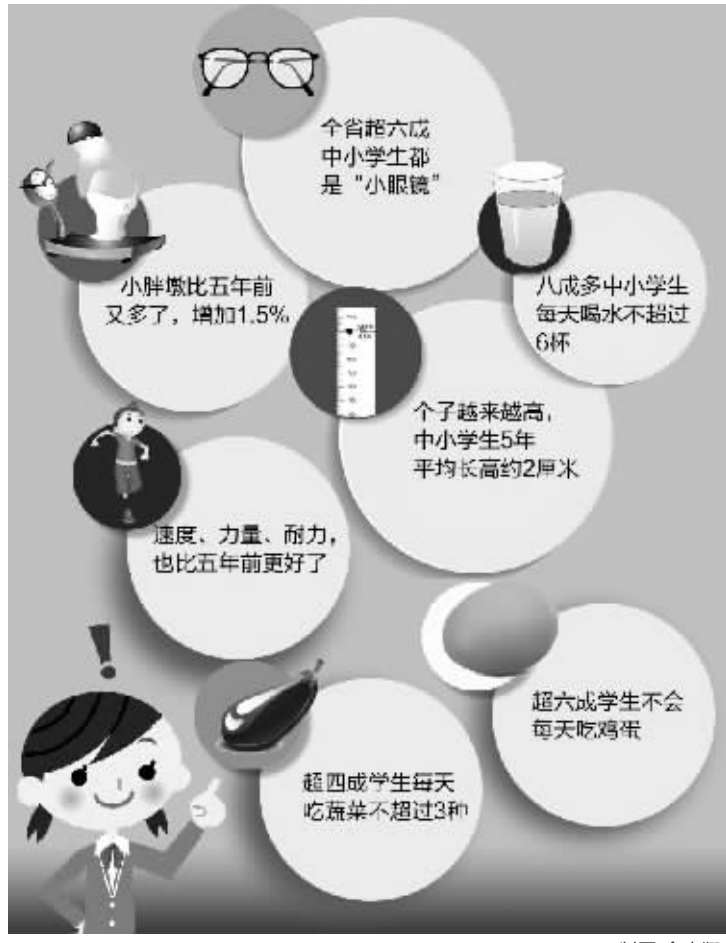 全省超六成
中小学生都
是“小眼镜”
小胖墩比五年前
又多了，增加1.5%
八成多中小学生
每天喝水不超过
6杯
个子越来越高，
中小学生5年
平均长高约2厘米
速度、力量、耐力，
也比五年前更好了
超六成学生不会
每天吃鸡蛋
超四成学生每天
吃蔬菜不超过3种